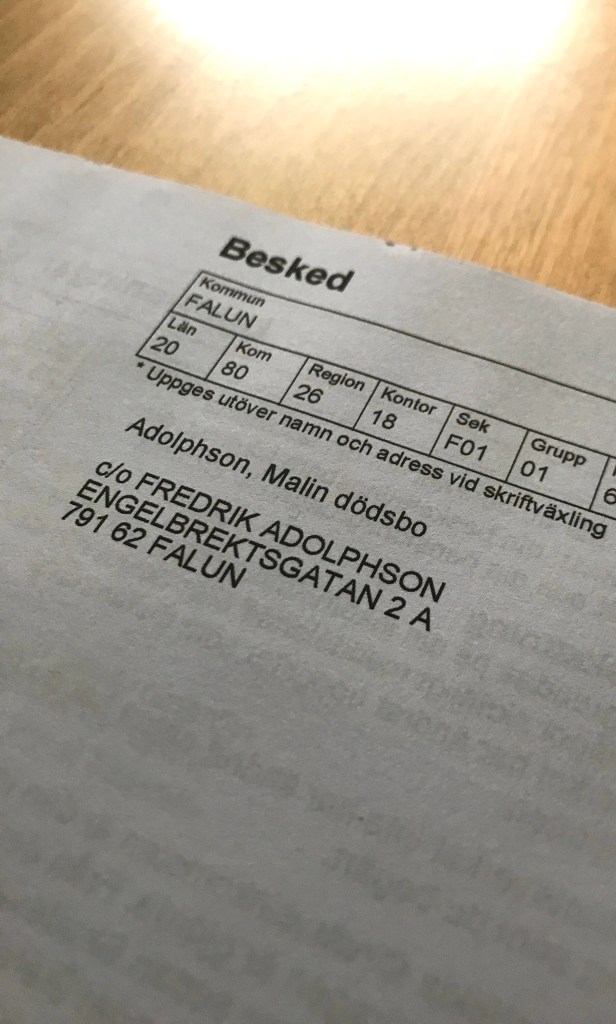 Besked
Kommun
FALUN
Län Kom Region Kontor Sek Grupp
20 80 26 18 F01 01 6
* Uppges utöver namn och adress vid skriftväxling
Adolphson, Malin dödsbo
c/o FREDRIK ADOLPHSON
ENGELBREKTSGATAN 2 A
791 62 FALUN